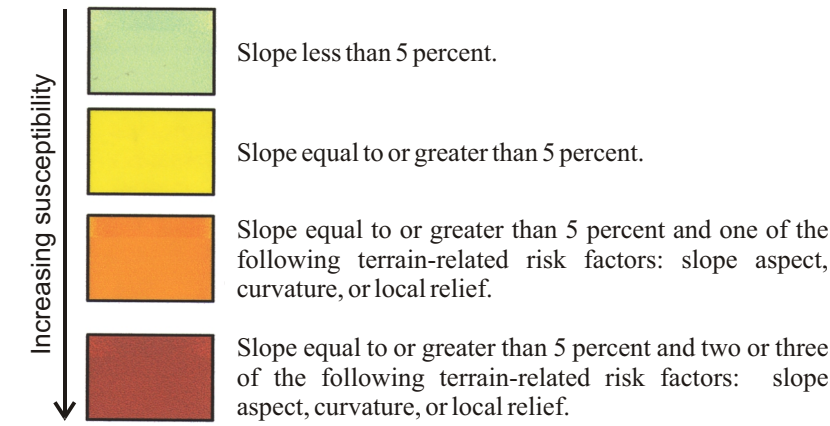 Increasing susceptibility
Slope less than 5 percent.
Slope equal to or greater than 5 percent.
Slope equal to or greater than 5 percent and one of the
following terrain-related risk factors: slope aspect,
curvature, or local relief.
Slope equal to or greater than 5 percent and two or three
of the following terrain-related risk factors: slope
aspect, curvature, or local relief.